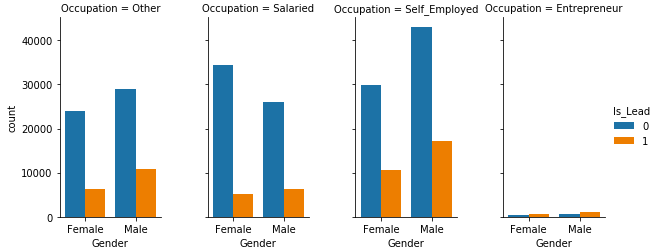 Occupation = Other
Occupation = Salaried
Occupation = Self_Employed
Occupation = Entrepreneur
40000
30000
20000
10000
0
count
Female Male
Female Male
Female Male
Female Male
Gender
Gender
Gender
Gender
Is_Lead
0
1